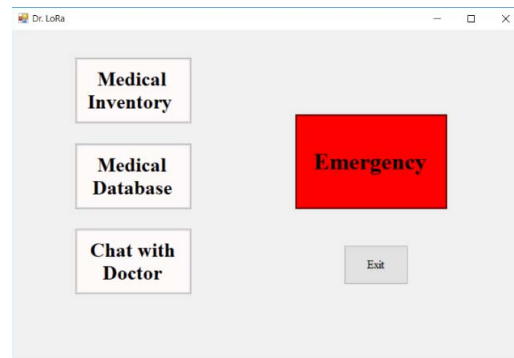 Dr. LoRa
Medical
Inventory
Medical
Database
Chat with
Doctor
Emergency
Exit